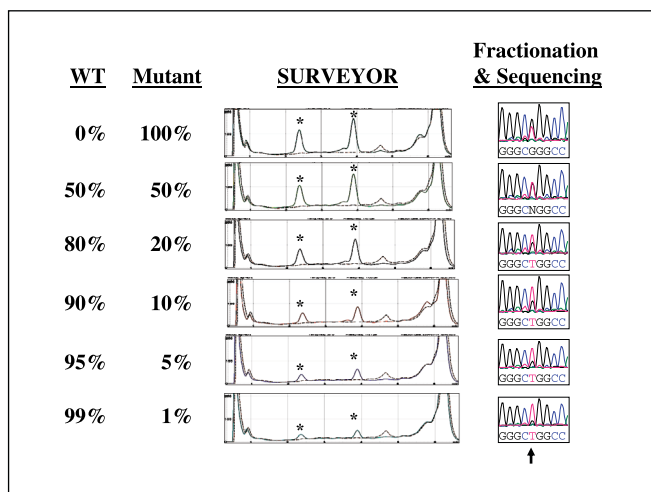 Fractionation
WT Mutant SURVEYOR & Sequencing
* *
0% 100%
GGGCGGGCC
* *
50% 50%
GGGCNGGCC
* *
80% 20%
GGGCTGGCC
* *
90% 10%
GGGCTGGCC
* *
95% 5%
GGGCTGGCC
* *
99% 1%
GGGCTGGCC